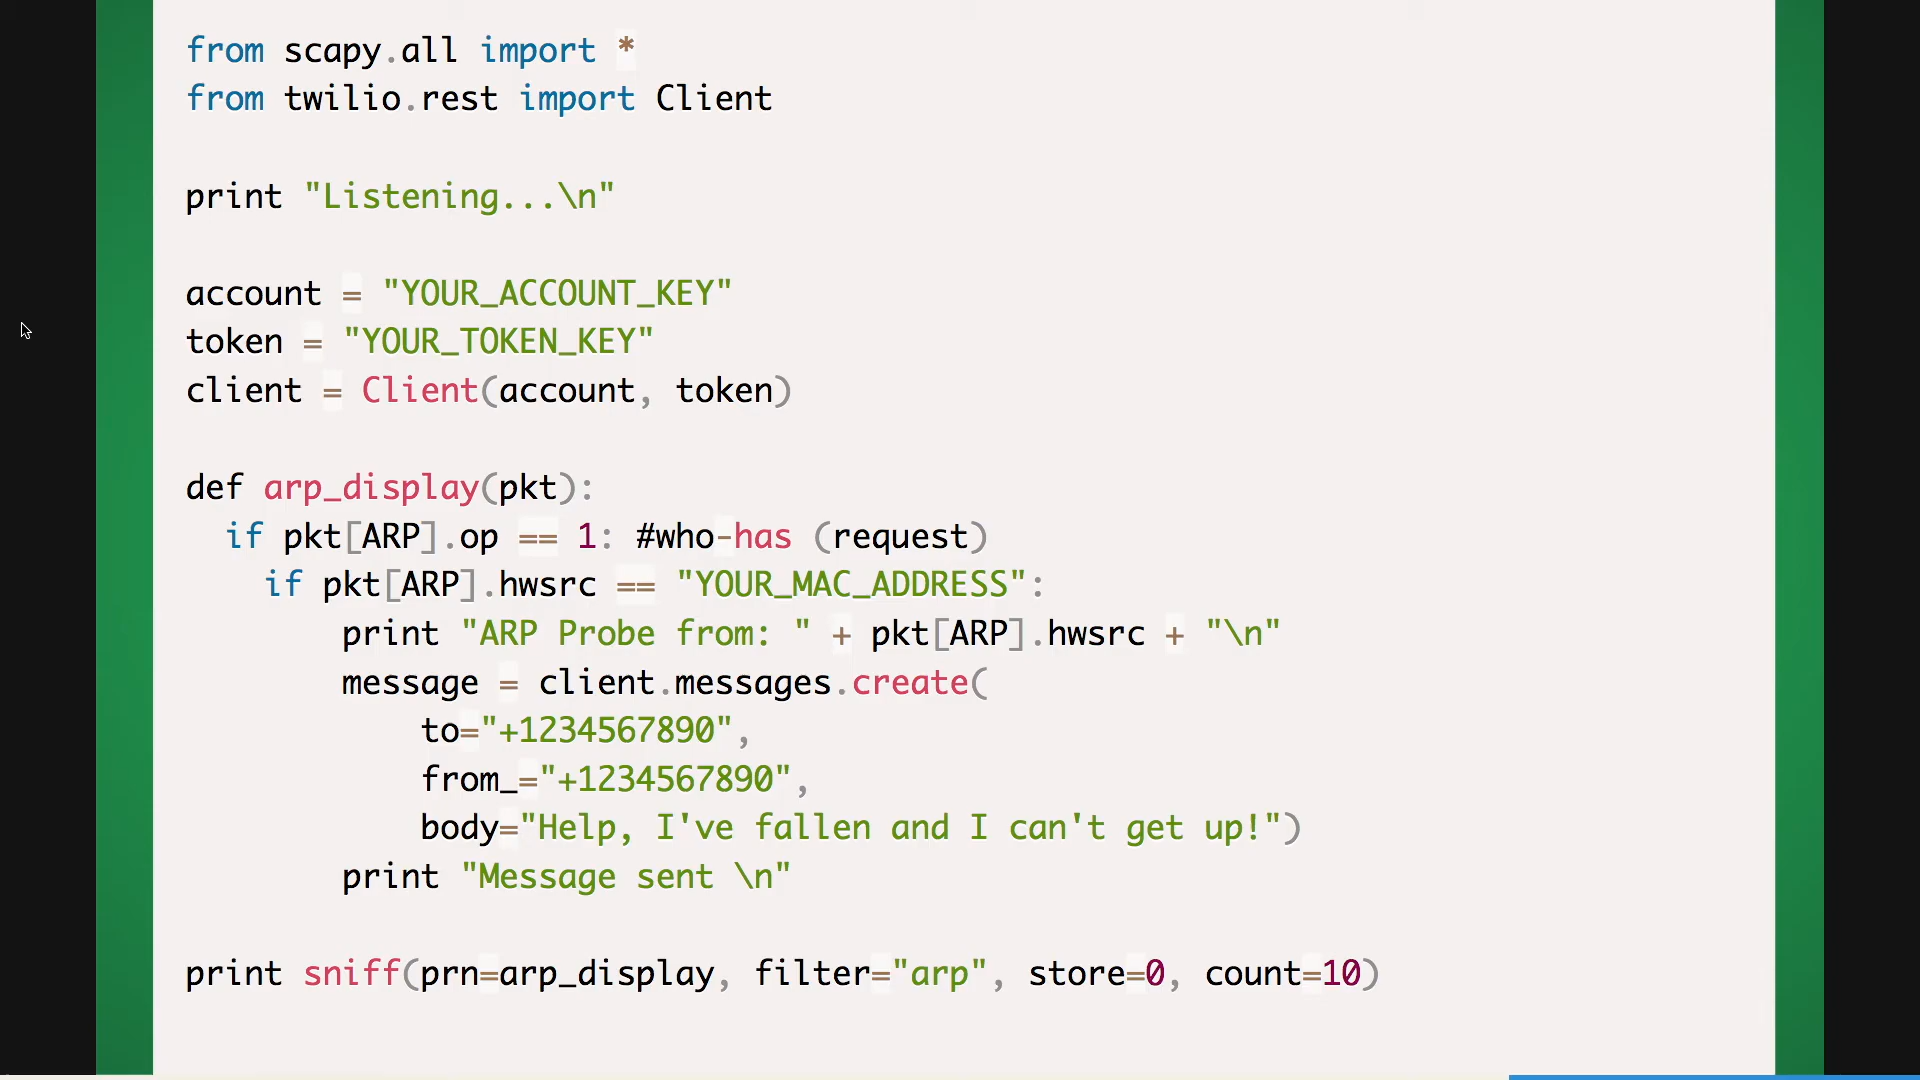 from scapy.all import *
from twilio.rest import Client
print "Listening...\n"
account = "YOUR_ACCOUNT_KEY"
token = "YOUR_TOKEN_KEY"
client = Client(account, token)
def arp_display(pkt):
if pkt[ARP].op == 1: #who-has (request)
if pkt[ARP].hwsrc == "YOUR_MAC_ADDRESS":
print "ARP Probe from: " + pkt[ARP].hwsrc + "\n"
message = client.messages.create(
to="+1234567890",
from_="+1234567890",
body="Help, I've fallen and I can't get up!")
print "Message sent \n"
print sniff(prn=arp_display, filter="arp", store=0, count=10)